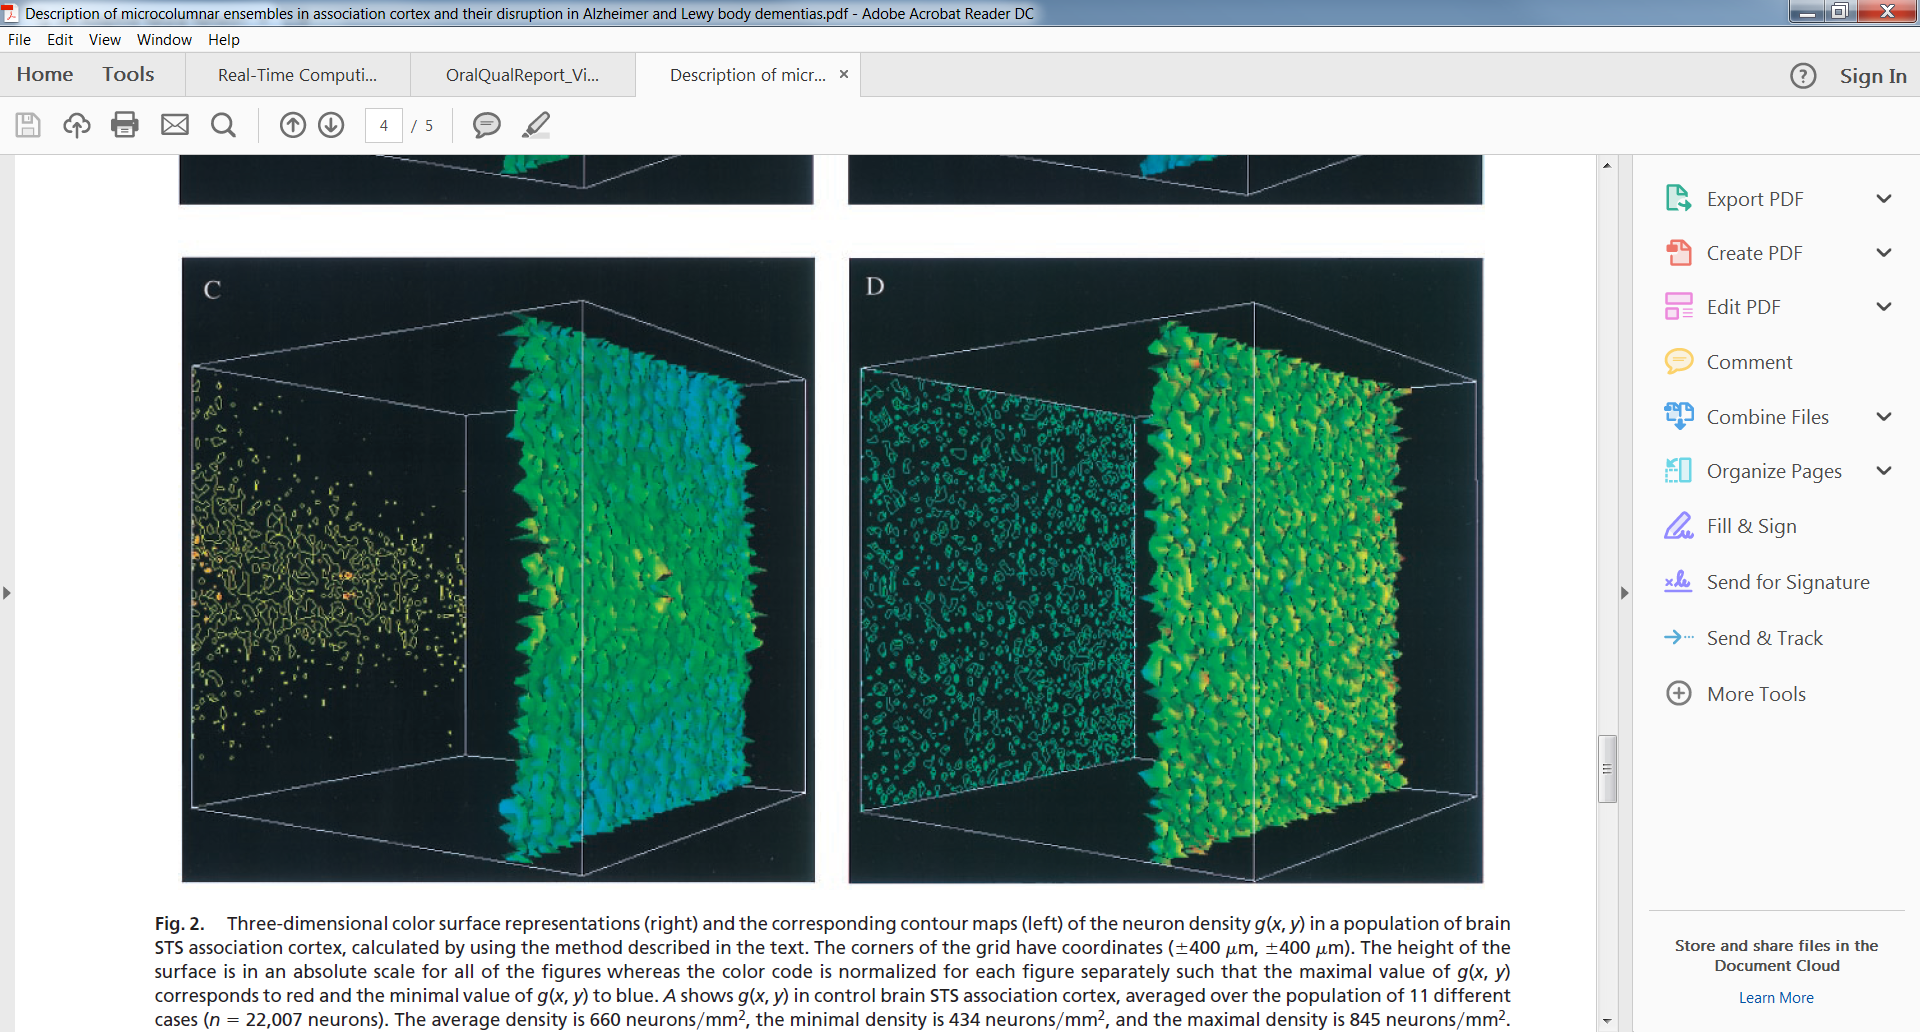 Description of microcolumnar ensembles in association cortex and their disruption in Alzheimer and Lewy body dementias.pdf - Adobe Acrobat Reader DC
File Edit View Window Help
Home Tools Real-Time Computi... OralQualReport_Vi... Description of micr... × ? Sign In
4 / 5
Export PDF
Create PDF
Edit PDF
Comment
Combine Files
Organize Pages
Fill & Sign
Send for Signature
Send & Track
More Tools
Store and share files in the
Document Cloud
Learn More
C
D
Fig. 2. Three-dimensional color surface representations (right) and the corresponding contour maps (left) of the neuron density g(x, y) in a population of brain
STS association cortex, calculated by using the method described in the text. The corners of the grid have coordinates (±400 μm, ±400 μm). The height of the
surface is in an absolute scale for all of the figures whereas the color code is normalized for each figure separately such that the maximal value of g(x, y)
corresponds to red and the minimal value of g(x, y) to blue. A shows g(x, y) in control brain STS association cortex, averaged over the population of 11 different
cases (n = 22,007 neurons). The average density is 660 neurons/mm², the minimal density is 434 neurons/mm², and the maximal density is 845 neurons/mm².